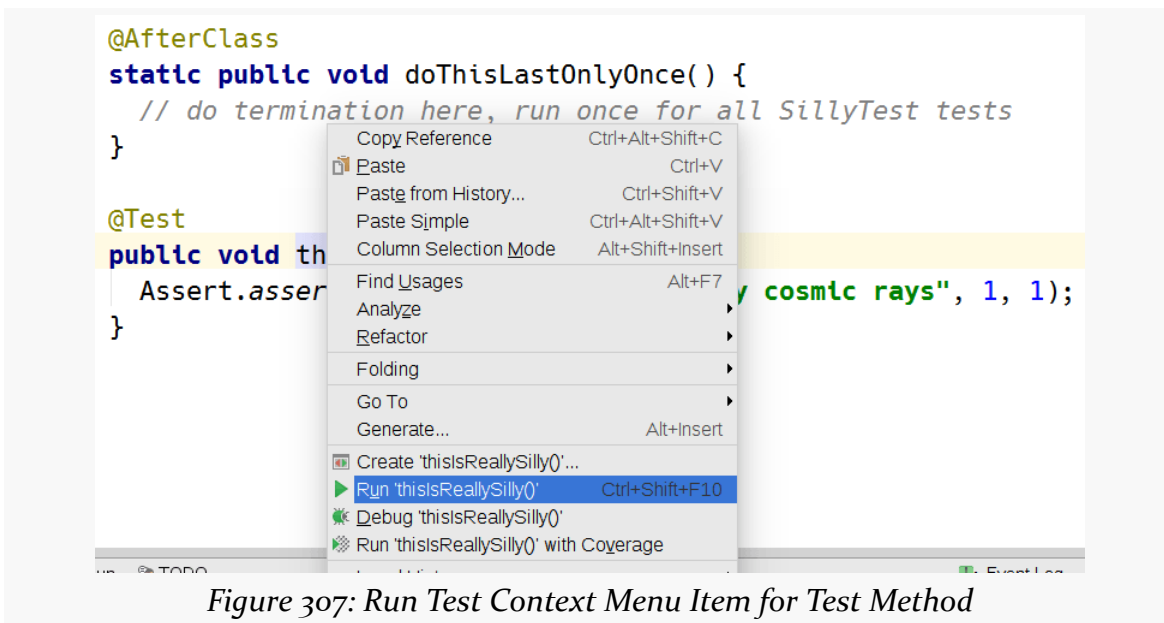 @AfterClass
static public void doThisLastOnlyOnce() {
// do termination here, run once for all SillyTest tests
}
Copy Reference Ctrl+Alt+Shift+C
Paste Ctrl+V
Paste from History... Ctrl+Shift+V
@Test
Paste Simple Ctrl+Alt+Shift+V
public void th
Column Selection Mode Alt+Shift+Insert
Find Usages Alt+F7
Assert.asser y cosmic rays", 1, 1);
Analyze
}
Refactor
Folding
Go To
Generate... Alt+Insert
Create 'thisIsReallySilly()'...
Run 'thisIsReallySilly()' Ctrl+Shift+F10
Debug 'thisIsReallySilly()'
Run 'thisIsReallySilly()' with Coverage
TODO Event Log
Figure 307: Run Test Context Menu Item for Test Method